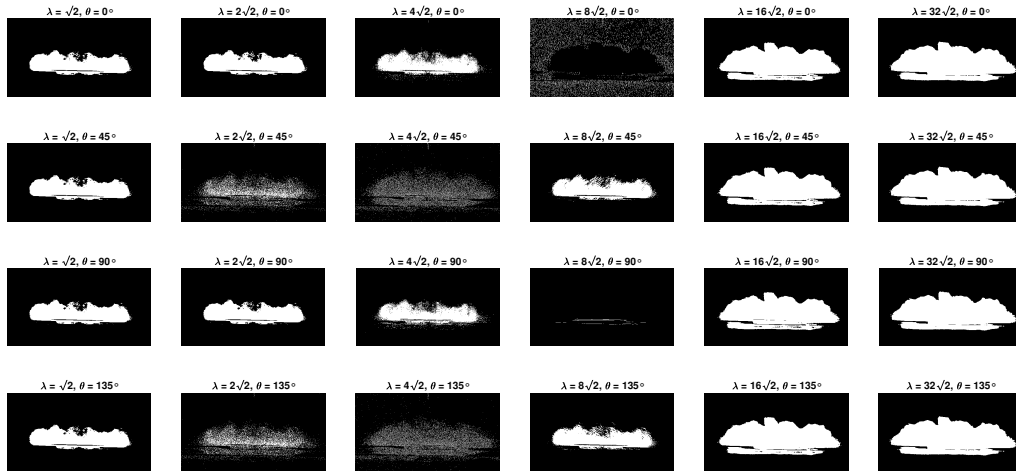 λ = √2, θ = 0° λ = 2√2, θ = 0° λ = 4√2, θ = 0° λ = 8√2, θ = 0° λ = 16√2, θ = 0° λ = 32√2, θ = 0°
λ = √2, θ = 45° λ = 2√2, θ = 45° λ = 4√2, θ = 45° λ = 8√2, θ = 45° λ = 16√2, θ = 45° λ = 32√2, θ = 45°
λ = √2, θ = 90° λ = 2√2, θ = 90° λ = 4√2, θ = 90° λ = 8√2, θ = 90° λ = 16√2, θ = 90° λ = 32√2, θ = 90°
λ = √2, θ = 135° λ = 2√2, θ = 135° λ = 4√2, θ = 135° λ = 8√2, θ = 135° λ = 16√2, θ = 135° λ = 32√2, θ = 135°